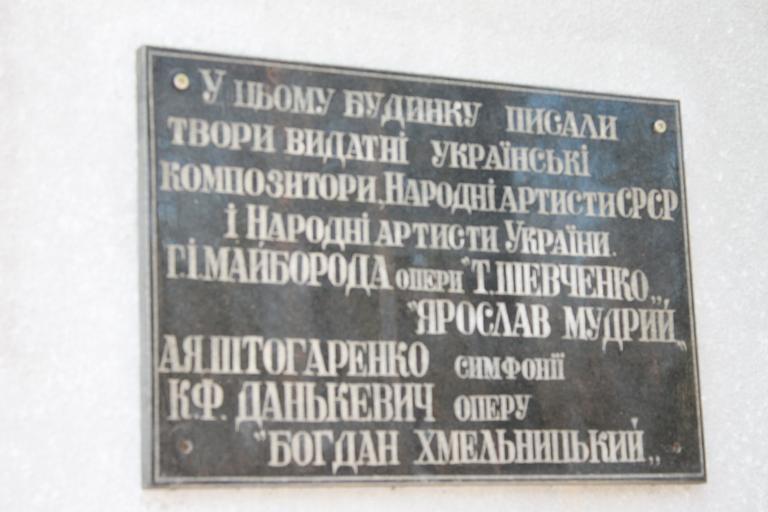 У ЦЬОМУ БУДИНКУ ПИСАЛИ
ТВОРИ ВИДАТНІ УКРАЇНСЬКІ
КОМПОЗИТОРИ, НАРОДНІ АРТИСТИ СРСР
І НАРОДНІ АРТИСТИ УКРАЇНИ.
Г.І.МАЙБОРОДА ОПЕРИ "Т.ШЕВЧЕНКО„
"ЯРОСЛАВ МУДРИЙ„
А.Я.ШТОГАРЕНКО СИМФОНІЇ
К.Ф. ДАНЬКЕВИЧ ОПЕРУ
"БОГДАН ХМЕЛЬНИЦЬКИЙ„